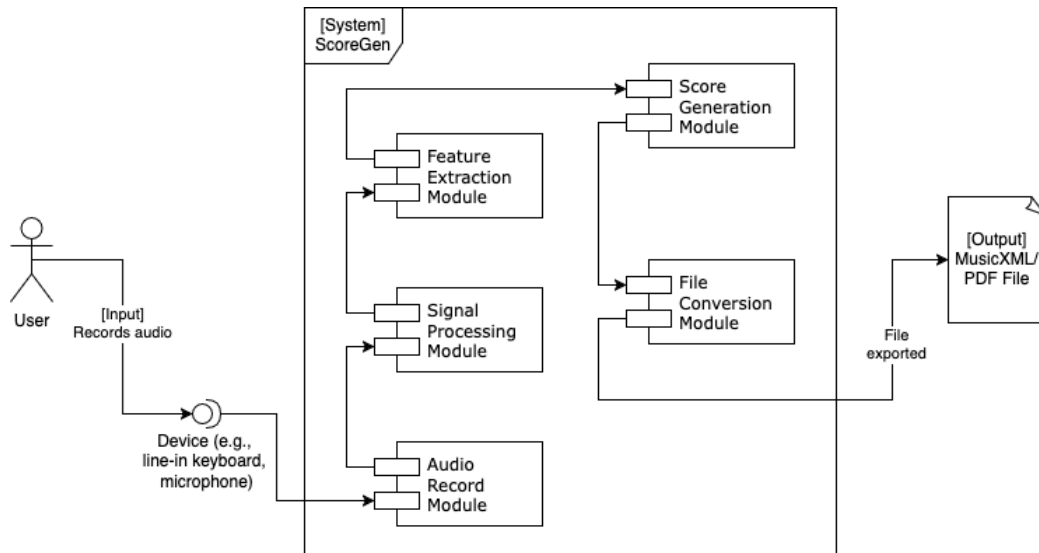 [System]
ScoreGen
Score
Generation
Module
Feature
Extraction
Module
[Output]
MusicXML/
PDF File
File
Conversion
Module
User
[Input]
Records audio
Signal
Processing
Module
File
exported
Device (e.g.,
line-in keyboard,
microphone)
Audio
Record
Module